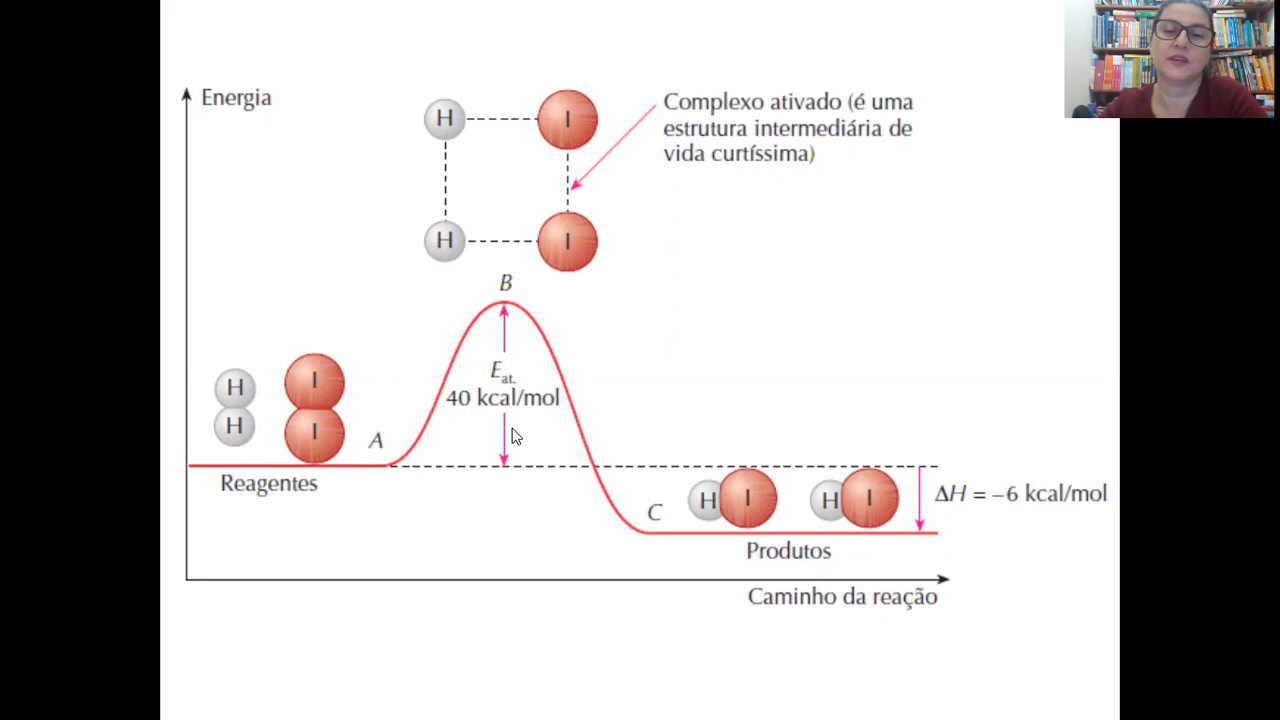 Energia
H
I
Complexo ativado (é uma
estrutura intermediária de
vida curtíssima)
H
I
B
H
I
E at.
40 kcal/mol
H
I
A
Reagentes
C
H
I
H
I
ΔH = –6 kcal/mol
Produtos
Caminho da reação